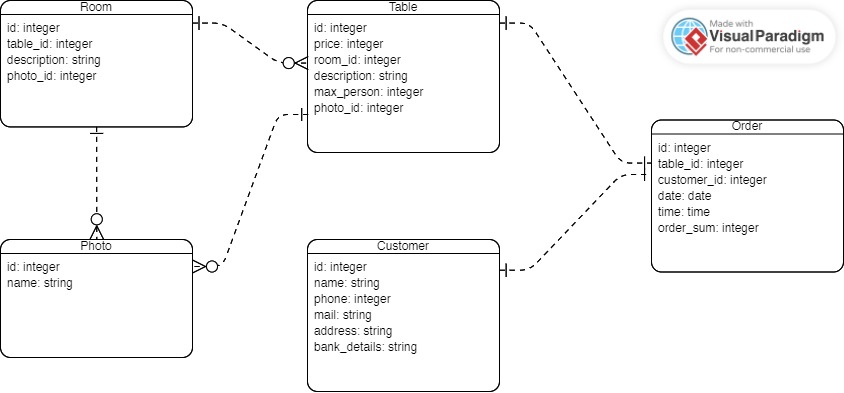 Room
id: integer
table_id: integer
description: string
photo_id: integer
Table
id: integer
price: integer
room_id: integer
description: string
max_person: integer
photo_id: integer
Made with
VisualParadigm
For non-commercial use
Order
id: integer
table_id: integer
customer_id: integer
date: date
time: time
order_sum: integer
Photo
id: integer
name: string
Customer
id: integer
name: string
phone: integer
mail: string
address: string
bank_details: string